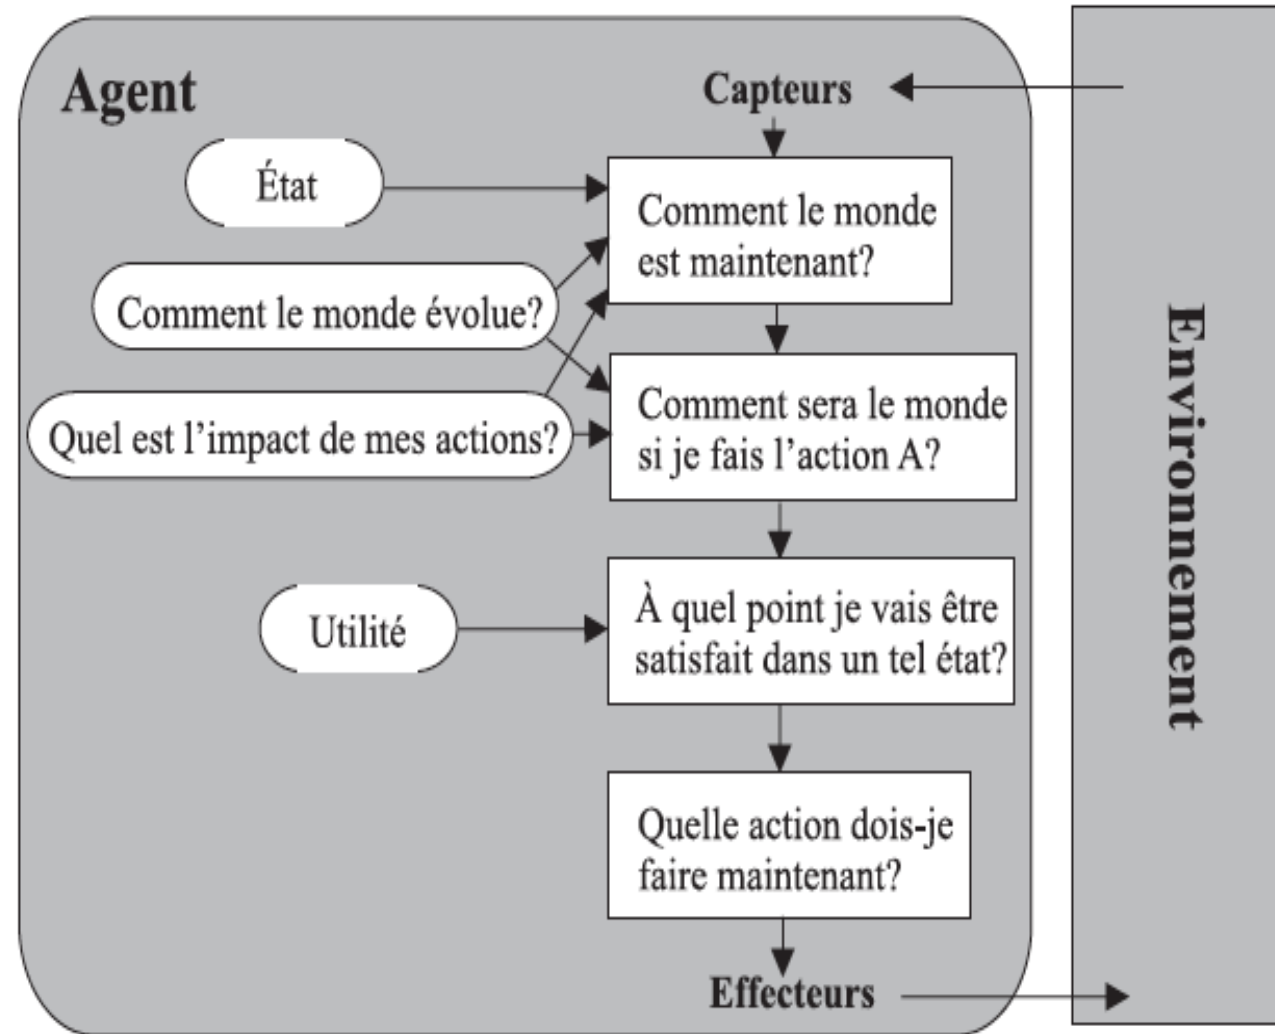 Agent
Capteurs
État
Comment le monde
est maintenant?
Comment le monde évolue?
Comment sera le monde
si je fais l'action A?
Quel est l'impact de mes actions?
À quel point je vais être
satisfait dans un tel état?
Utilité
Quelle action dois-je
faire maintenant?
Effecteurs
Environnement